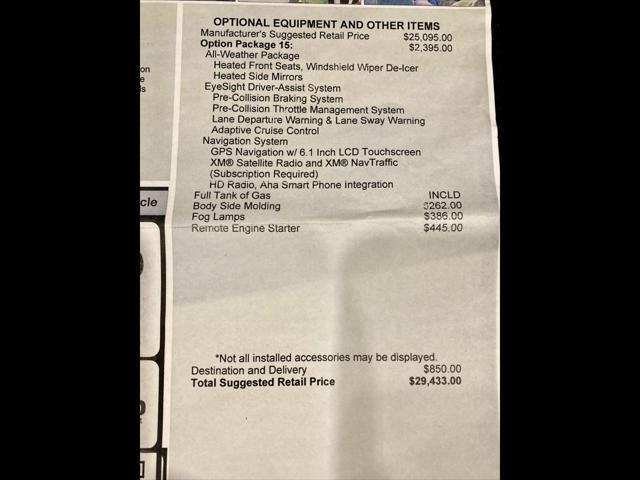 OPTIONAL EQUIPMENT AND OTHER ITEMS
Manufacturer's Suggested Retail Price $25,095.00
Option Package 15: $2,395.00
All-Weather Package
Heated Front Seats, Windshield Wiper De-Icer
Heated Side Mirrors
EyeSight Driver-Assist System
Pre-Collision Braking System
Pre-Collision Throttle Management System
Lane Departure Warning & Lane Sway Warning
Adaptive Cruise Control
Navigation System
GPS Navigation w/ 6.1 Inch LCD Touchscreen
XM® Satellite Radio and XM® NavTraffic
(Subscription Required)
HD Radio, Aha Smart Phone integration
Full Tank of Gas INCLD
Body Side Molding $262.00
Fog Lamps $386.00
Remote Engine Starter $445.00
*Not all installed accessories may be displayed.
Destination and Delivery $850.00
Total Suggested Retail Price $29,433.00